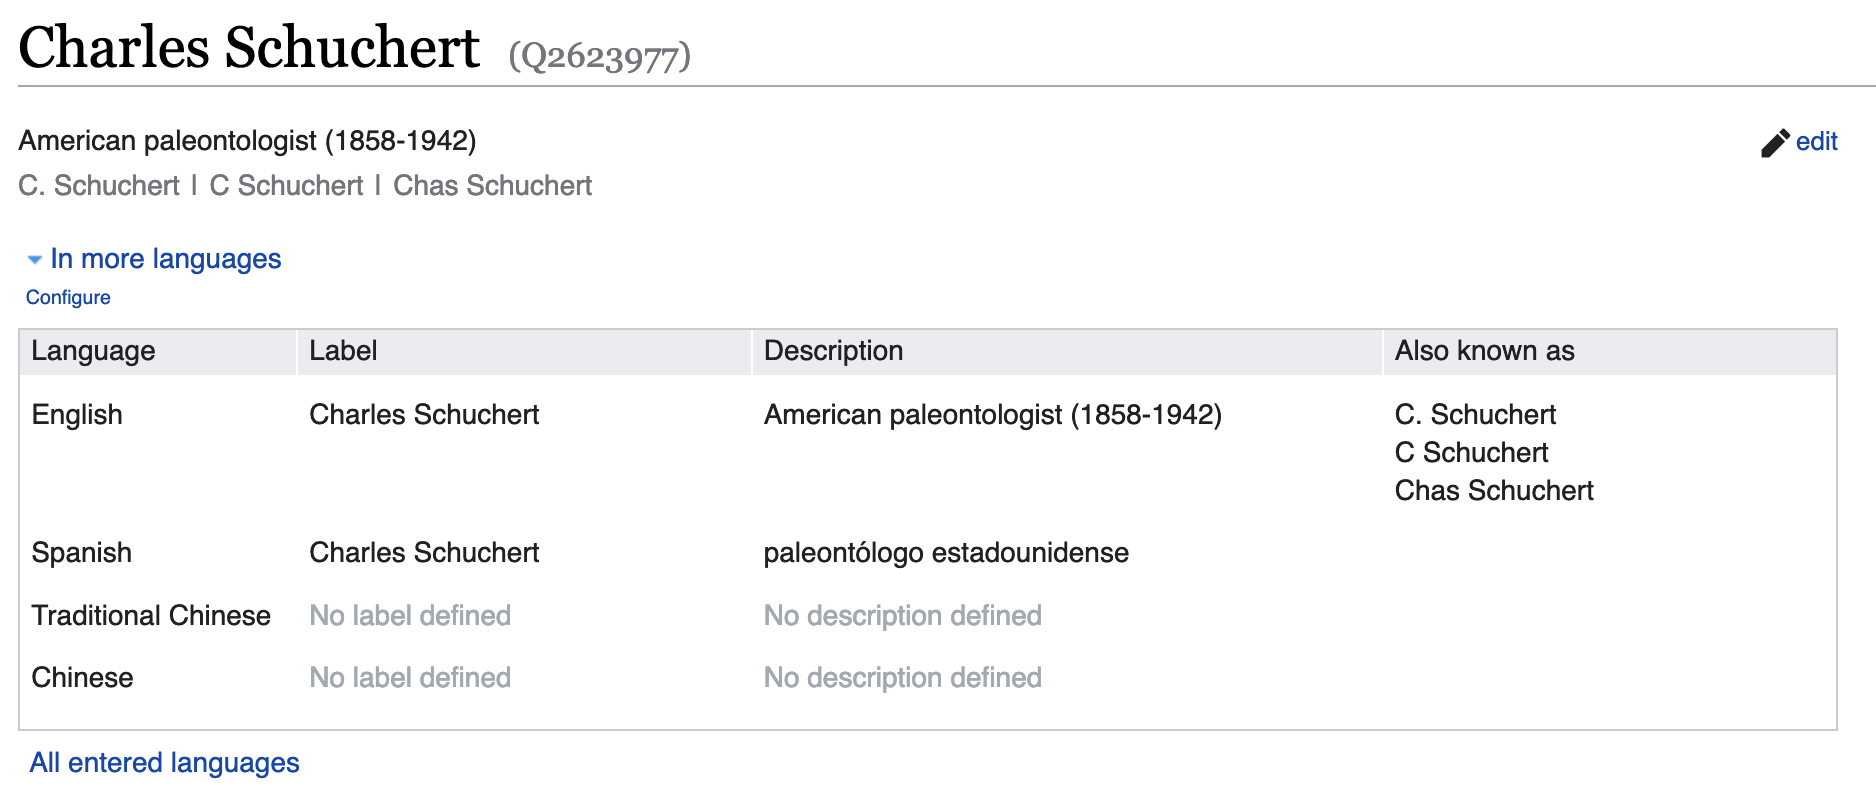 Charles Schuchert (Q2623977)
American paleontologist (1858-1942)
edit
C. Schuchert | C Schuchert | Chas Schuchert
In more languages
Configure
Language Label Description Also known as
English Charles Schuchert American paleontologist (1858-1942) C. Schuchert
C Schuchert
Chas Schuchert
Spanish Charles Schuchert paleontólogo estadounidense
Traditional Chinese No label defined No description defined
Chinese No label defined No description defined
All entered languages